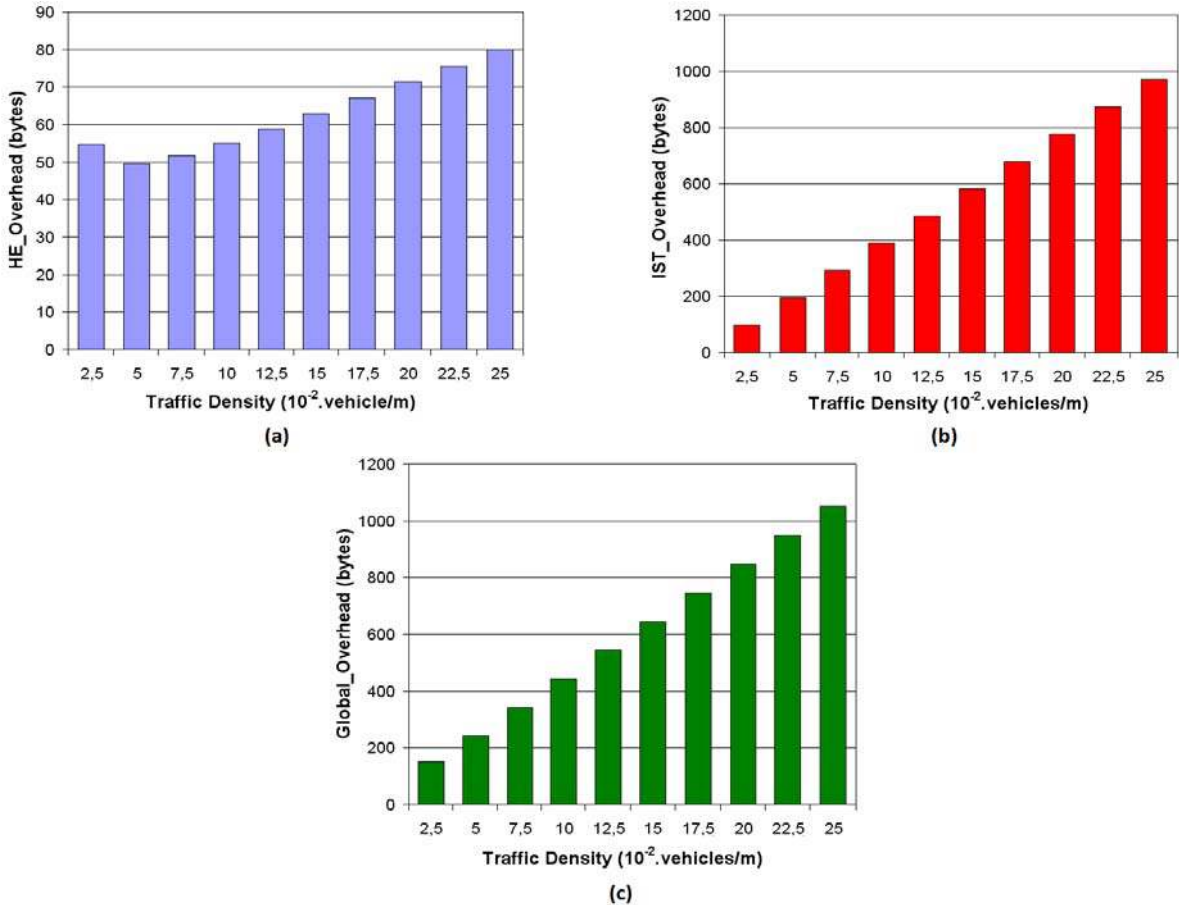 HE_Overhead (bytes)
90
80
70
60
50
40
30
20
10
0
2,5 5 7,5 10 12,5 15 17,5 20 22,5 25
Traffic Density (10⁻².vehicle/m)
(a)
IST_Overhead (bytes)
1200
1000
800
600
400
200
0
2,5 5 7,5 10 12,5 15 17,5 20 22,5 25
Traffic Density (10⁻².vehicles/m)
(b)
Global_Overhead (bytes)
1200
1000
800
600
400
200
0
2,5 5 7,5 10 12,5 15 17,5 20 22,5 25
Traffic Density (10⁻².vehicles/m)
(c)